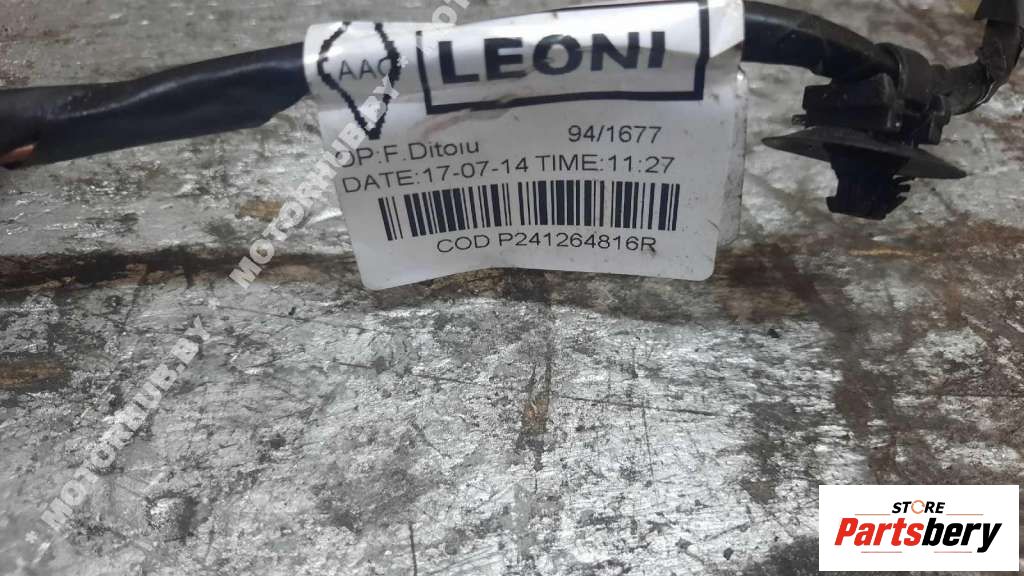 AAC
LEONI
OP:F.Ditoiu 94/1677
DATE:17-07-14 TIME:11:27
COD P241264816R
* MOTORHUB.BY * MOTORHUB.BY * MOTORHUB.BY
STORE
Partsbery